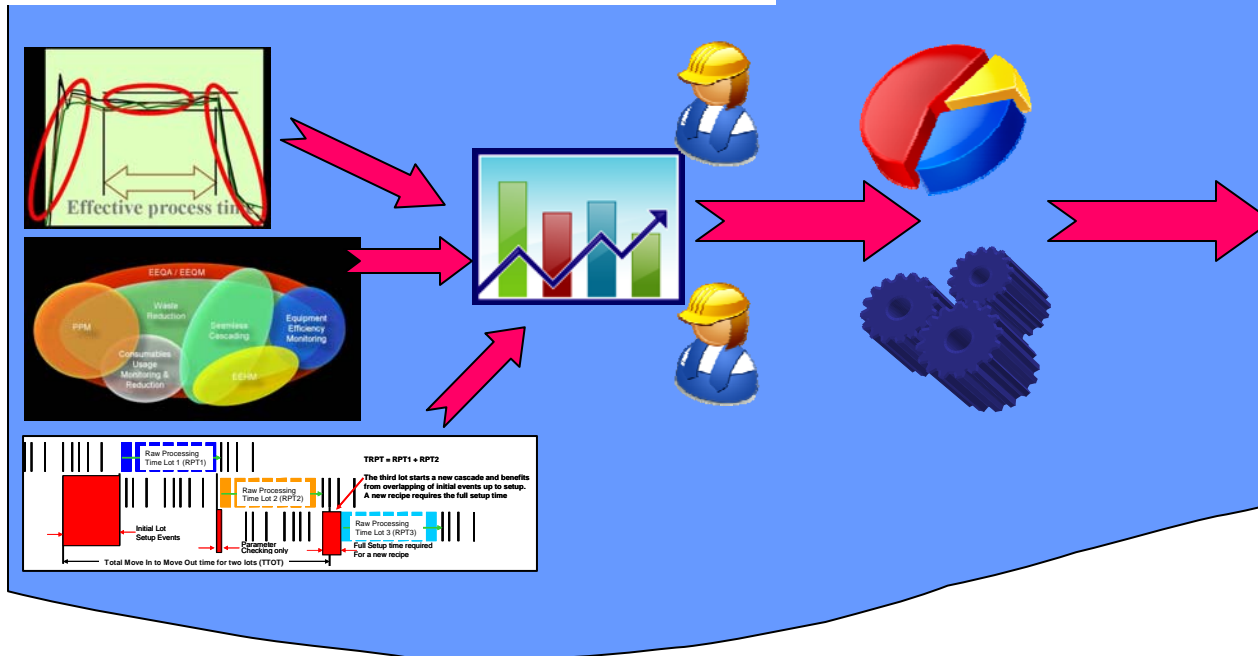 Effective process time
EEQA / EEQM
PPM
Waste
Reduction
Seamless
Cascading
Equipment
Efficiency
Monitoring
Consumables
Usage
Monitoring &
Reduction
EEHM
Raw Processing
Time Lot 1 (RPT1)
TRPT = RPT1 + RPT2
The third lot starts a new cascade and benefits
from overlapping of initial events up to setup.
A new recipe requires the full setup time
Raw Processing
Time Lot 2 (RPT2)
Raw Processing
Time Lot 3 (RPT3)
Initial Lot
Setup Events
Parameter
Checking only
Full Setup time required
For a new recipe
Total Move In to Move Out time for two lots (TTOT)